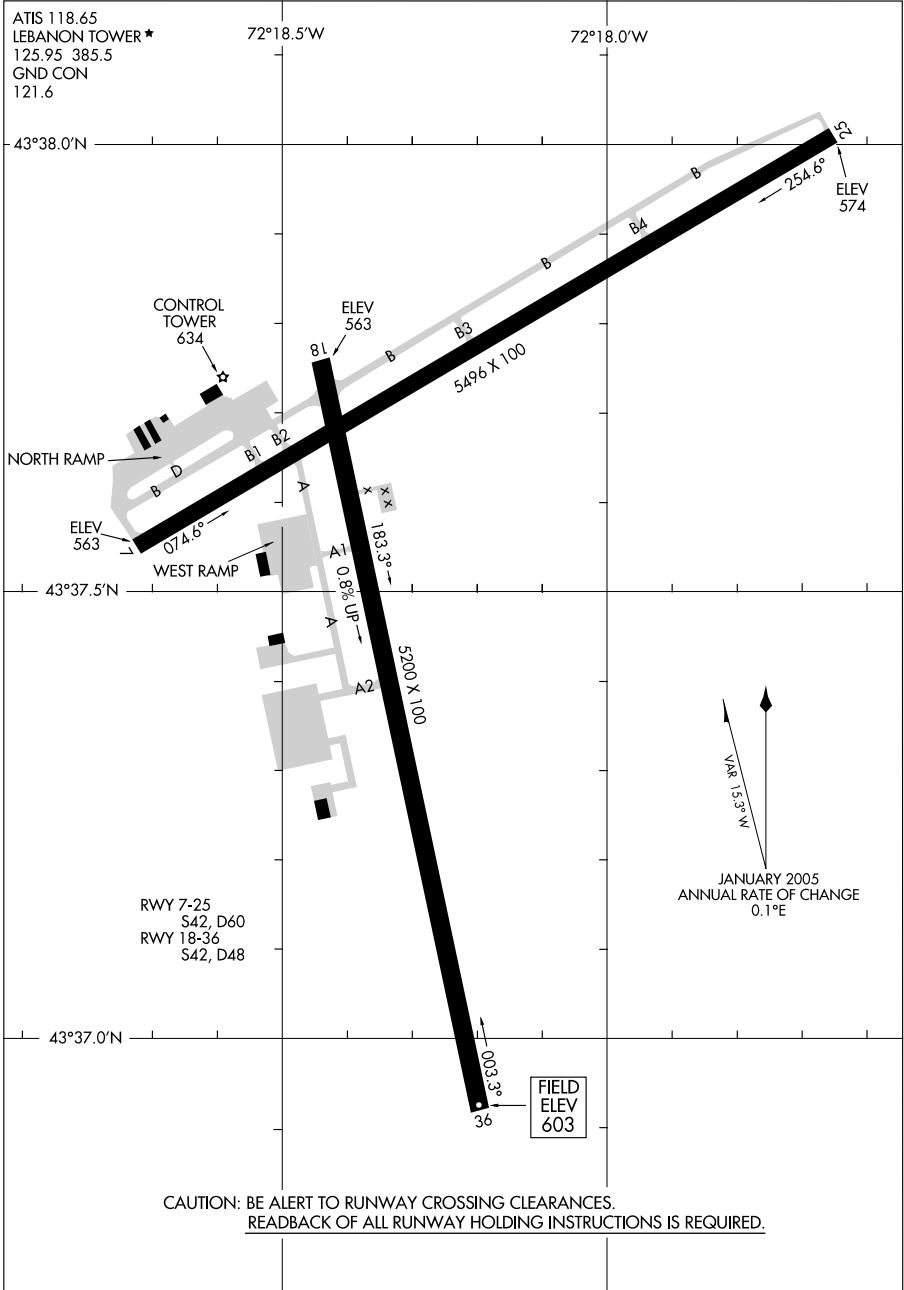 ATIS 118.65
LEBANON TOWER★
125.95 385.5
GND CON
121.6
72°18.5'W
72°18.0'W
43°38.0'N
25
B
254.6°
ELEV
574
B4
B
CONTROL
TOWER
634
ELEV
563
18
B3
B
5496 X 100
NORTH RAMP
B2
B1
D
B
A
X
X
X
ELEV
563
7
074.6°
WEST RAMP
183.3°
A1
0.8% UP
43°37.5'N
A
5200 X 100
A2
VAR 15.3° W
JANUARY 2005
ANNUAL RATE OF CHANGE
0.1°E
RWY 7-25
S42, D60
RWY 18-36
S42, D48
43°37.0'N
003.3°
36
FIELD
ELEV
603
CAUTION: BE ALERT TO RUNWAY CROSSING CLEARANCES.
READBACK OF ALL RUNWAY HOLDING INSTRUCTIONS IS REQUIRED.